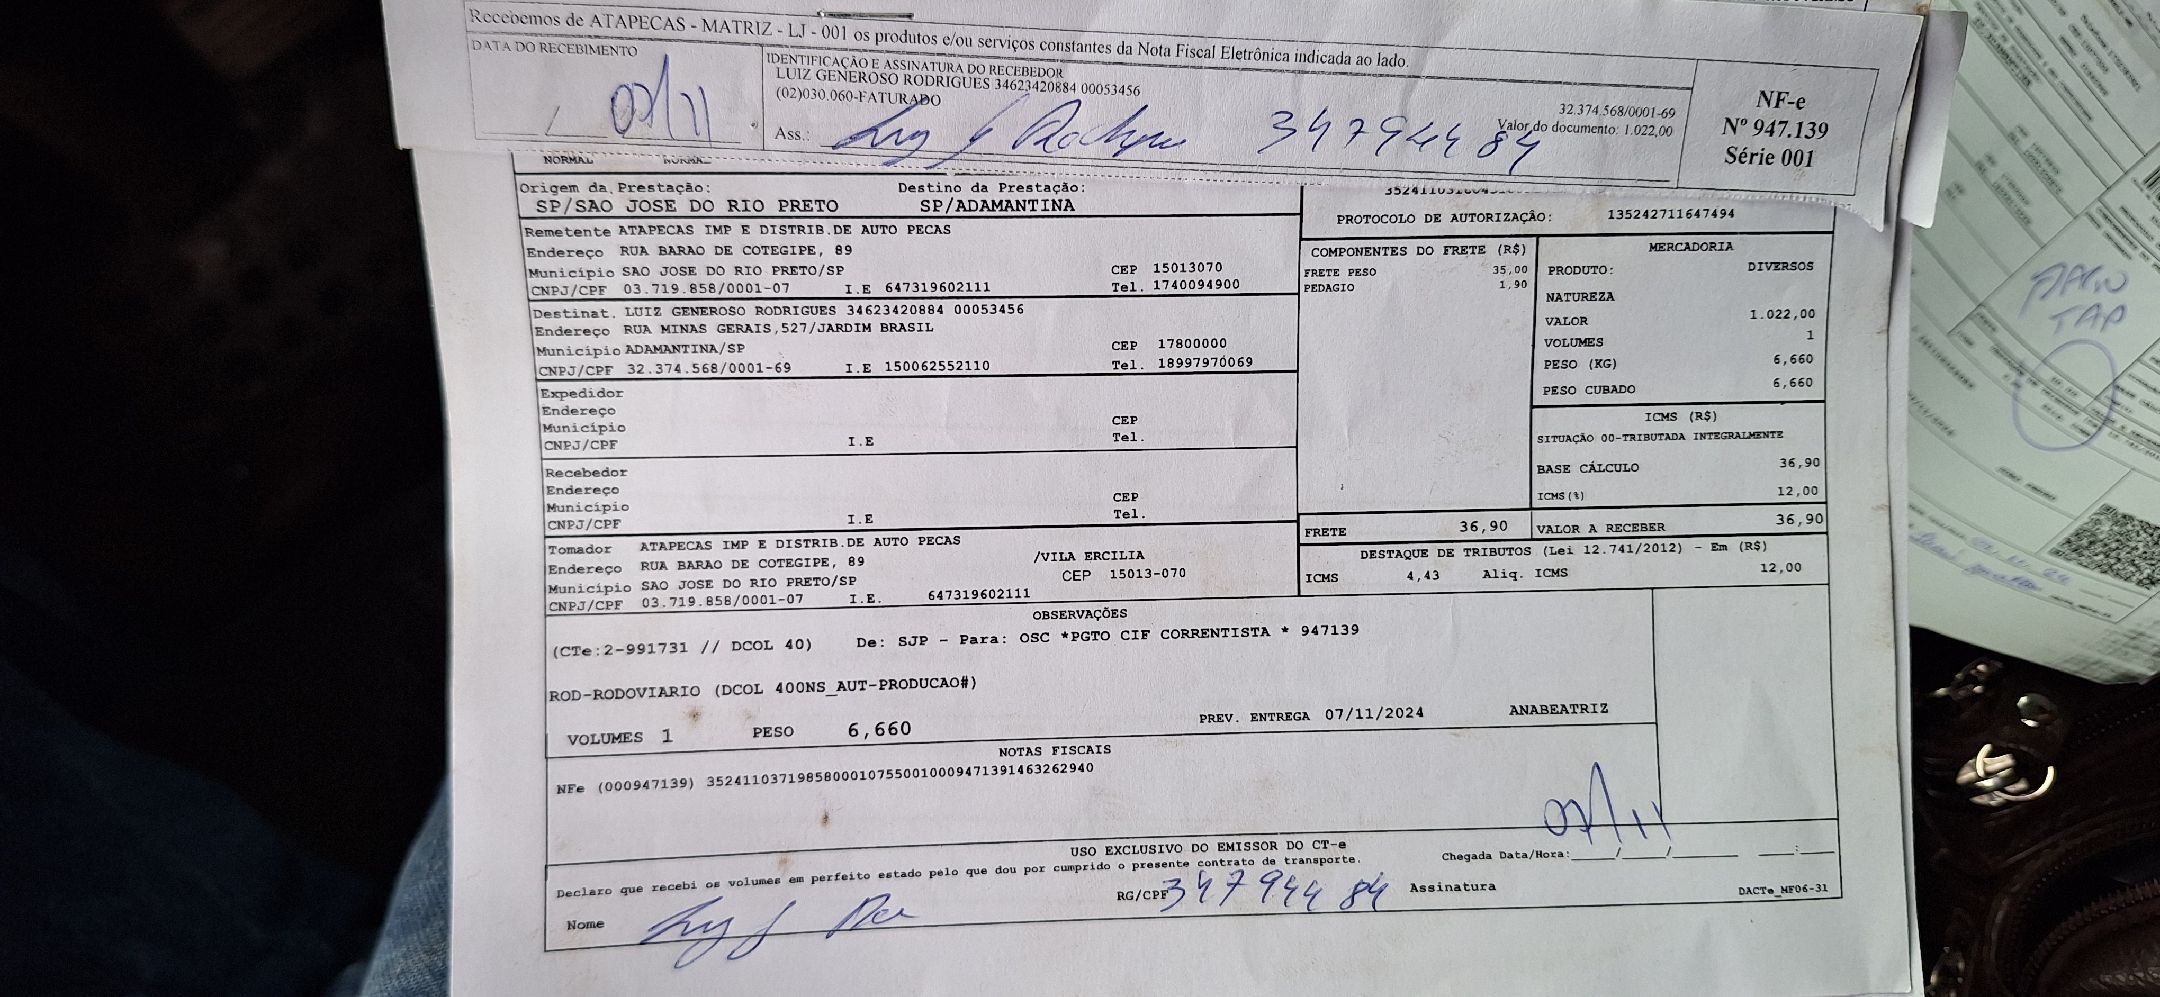 Recebemos de ATAPECAS - MATRIZ - LJ - 001 os produtos e/ou serviços constantes da Nota Fiscal Eletrônica indicada ao lado.
DATA DO RECEBIMENTO
07/11
IDENTIFICAÇÃO E ASSINATURA DO RECEBEDOR
LUIZ GENEROSO RODRIGUES 34623420884 00053456
(02)030.060-FATURADO
32.374.568/0001-69
Valor do documento: 1.022,00
Ass.:
347944 84
NF-e
Nº 947.139
Série 001
NORMAL
Origem da Prestação: Destino da Prestação:
SP/SAO JOSE DO RIO PRETO SP/ADAMANTINA
PROTOCOLO DE AUTORIZAÇÃO: 135242711647494
Remetente ATAPECAS IMP E DISTRIB.DE AUTO PECAS
Endereço RUA BARAO DE COTEGIPE, 89
Município SAO JOSE DO RIO PRETO/SP CEP 15013070
CNPJ/CPF 03.719.858/0001-07 I.E 647319602111 Tel. 1740094900
Destinat. LUIZ GENEROSO RODRIGUES 34623420884 00053456
Endereço RUA MINAS GERAIS,527/JARDIM BRASIL
Município ADAMANTINA/SP CEP 17800000
CNPJ/CPF 32.374.568/0001-69 I.E 150062552110 Tel. 18997970069
Expedidor
Endereço
Município CEP
CNPJ/CPF I.E Tel.
Recebedor
Endereço
Município CEP
CNPJ/CPF I.E Tel.
Tomador ATAPECAS IMP E DISTRIB.DE AUTO PECAS
Endereço RUA BARAO DE COTEGIPE, 89 /VILA ERCILIA
Município SAO JOSE DO RIO PRETO/SP CEP 15013-070
CNPJ/CPF 03.719.858/0001-07 I.E. 647319602111
COMPONENTES DO FRETE (R$)
FRETE PESO 35,00
PEDAGIO 1,90
MERCADORIA
PRODUTO: DIVERSOS
NATUREZA
VALOR 1.022,00
VOLUMES 1
PESO (KG) 6,660
PESO CUBADO 6,660
ICMS (R$)
SITUAÇÃO 00-TRIBUTADA INTEGRALMENTE
BASE CÁLCULO 36,90
ICMS(%) 12,00
FRETE 36,90 VALOR A RECEBER 36,90
DESTAQUE DE TRIBUTOS (Lei 12.741/2012) - Em (R$)
ICMS 4,43 Aliq. ICMS 12,00
OBSERVAÇÕES
(CTe:2-991731 // DCOL 40) De: SJP - Para: OSC *PGTO CIF CORRENTISTA * 947139
ROD-RODOVIARIO (DCOL 400NS_AUT-PRODUCAO#)
VOLUMES 1 PESO 6,660 PREV. ENTREGA 07/11/2024 ANABEATRIZ
NOTAS FISCAIS
NFe (000947139) 35241103719858000107550010009471391463262940
07/11
USO EXCLUSIVO DO EMISSOR DO CT-e
Declaro que recebi os volumes em perfeito estado pelo que dou por cumprido o presente contrato de transporte. Chegada Data/Hora:
Nome RG/CPF 347944 84 Assinatura DACTe_MF06-31